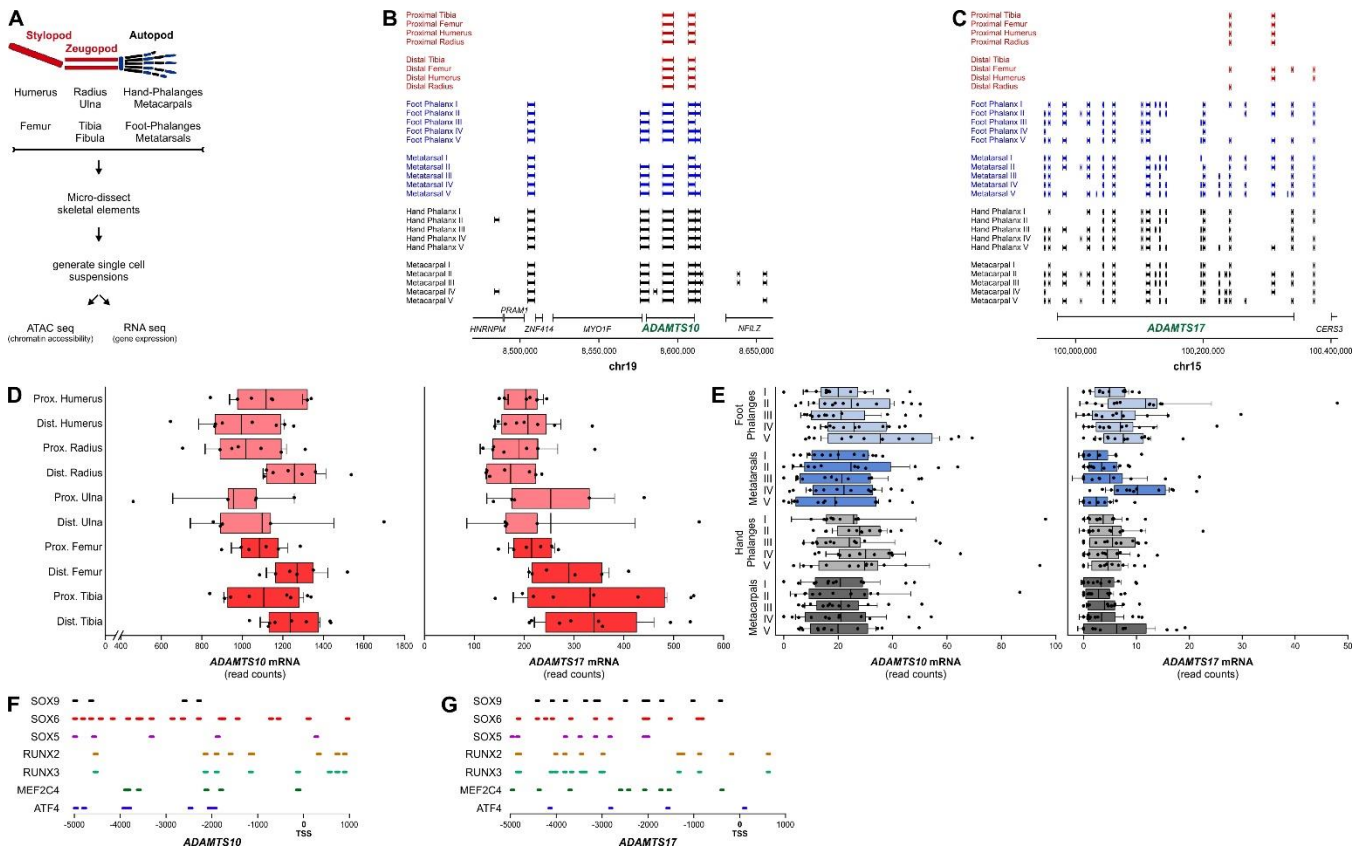 A
Stylopod
Zeugopod
Autopod
Humerus
Radius
Ulna
Hand-Phalanges
Metacarpals
Femur
Tibia
Fibula
Foot-Phalanges
Metatarsals
Micro-dissect
skeletal elements
generate single cell
suspensions
ATAC seq
(chromatin accessibility)
RNA seq
(gene expression)
B
Proximal Tibia
Proximal Femur
Proximal Humerus
Proximal Radius
Distal Tibia
Distal Femur
Distal Humerus
Distal Radius
Foot Phalanx I
Foot Phalanx II
Foot Phalanx III
Foot Phalanx IV
Foot Phalanx V
Metatarsal I
Metatarsal II
Metatarsal III
Metatarsal IV
Metatarsal V
Hand Phalanx I
Hand Phalanx II
Hand Phalanx III
Hand Phalanx IV
Hand Phalanx V
Metacarpal I
Metacarpal II
Metacarpal III
Metacarpal IV
Metacarpal V
PRAM1
HNRNPM
ZNF414
MYO1F
ADAMTS10
NFILZ
8,500,000
8,550,000
8,600,000
8,650,000
chr19
C
Proximal Tibia
Proximal Femur
Proximal Humerus
Proximal Radius
Distal Tibia
Distal Femur
Distal Humerus
Distal Radius
Foot Phalanx I
Foot Phalanx II
Foot Phalanx III
Foot Phalanx IV
Foot Phalanx V
Metatarsal I
Metatarsal II
Metatarsal III
Metatarsal IV
Metatarsal V
Hand Phalanx I
Hand Phalanx II
Hand Phalanx III
Hand Phalanx IV
Hand Phalanx V
Metacarpal I
Metacarpal II
Metacarpal III
Metacarpal IV
Metacarpal V
ADAMTS17
CERS3
100,000,000
100,200,000
100,400,000
chr15
D
Prox. Humerus
Dist. Humerus
Prox. Radius
Dist. Radius
Prox. Ulna
Dist. Ulna
Prox. Femur
Dist. Femur
Prox. Tibia
Dist. Tibia
0 400 600 800 1000 1200 1400 1600 1800
ADAMTS10 mRNA
(read counts)
0 100 200 300 400 500 600
ADAMTS17 mRNA
(read counts)
E
Foot
Phalanges
I
II
III
IV
V
Metatarsals
I
II
III
IV
V
Hand
Phalanges
I
II
III
IV
V
Metacarpals
I
II
III
IV
V
0 20 40 60 80 100
ADAMTS10 mRNA
(read counts)
0 10 20 30 40 50
ADAMTS17 mRNA
(read counts)
F
SOX9
SOX6
SOX5
RUNX2
RUNX3
MEF2C4
ATF4
-5000 -4000 -3000 -2000 -1000 0 1000
TSS
ADAMTS10
G
SOX9
SOX6
SOX5
RUNX2
RUNX3
MEF2C4
ATF4
-5000 -4000 -3000 -2000 -1000 0 1000
TSS
ADAMTS17